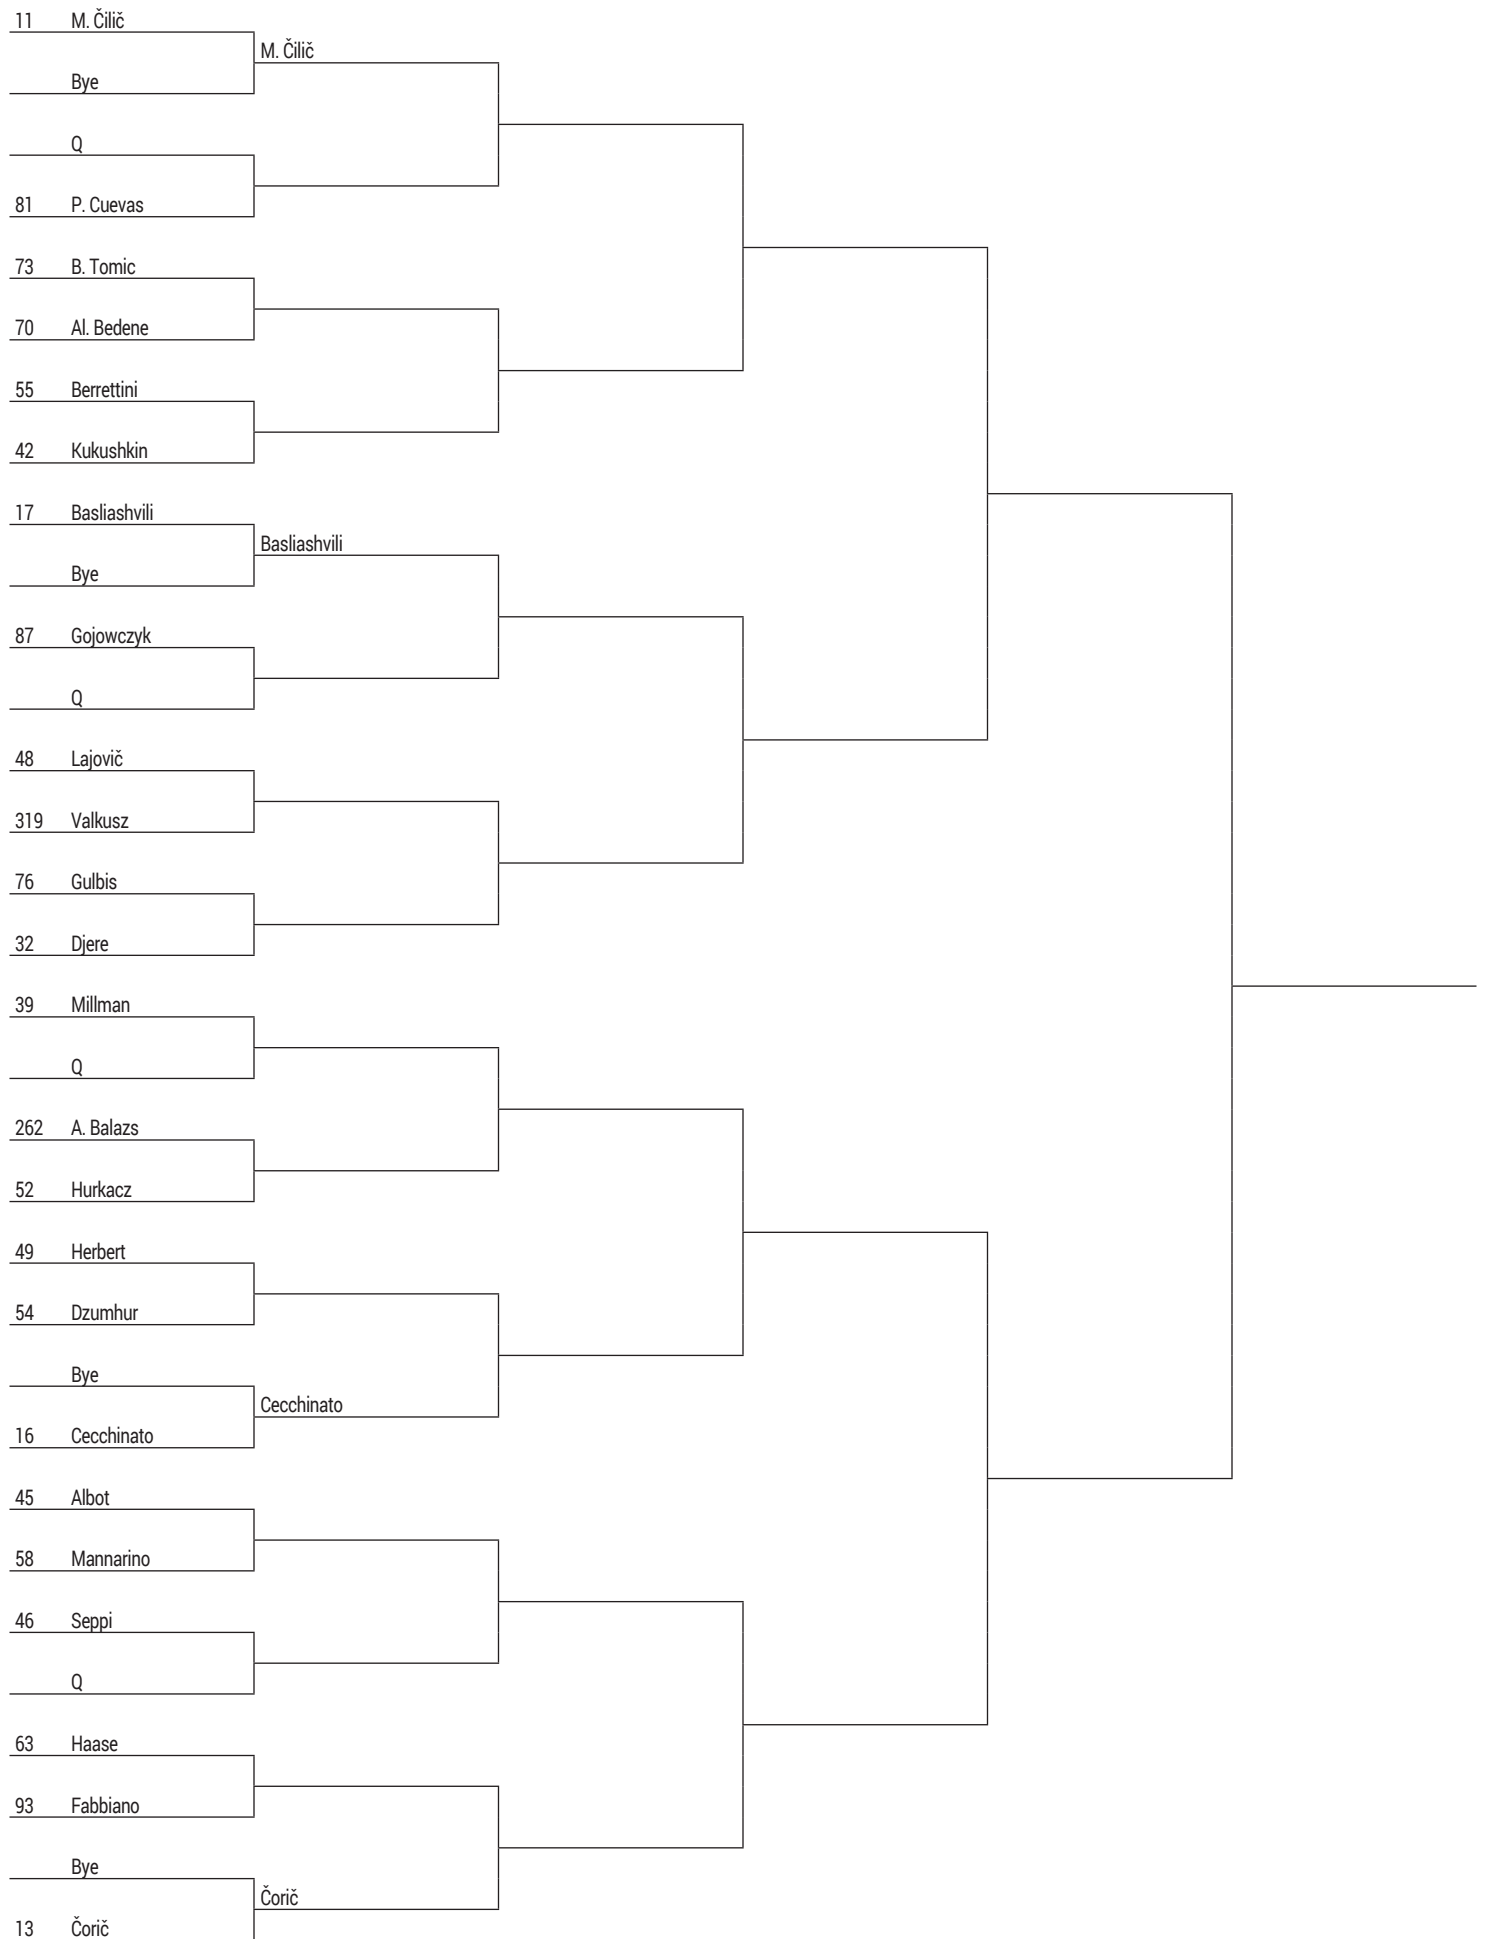 11 M. Čilič
M. Čilič
Bye
Q
81 P. Cuevas
73 B. Tomic
70 Al. Bedene
55 Berrettini
42 Kukushkin
17 Basliashvili
Basliashvili
Bye
87 Gojowczyk
Q
48 Lajovič
319 Valkusz
76 Gulbis
32 Djere
39 Millman
Q
262 A. Balazs
52 Hurkacz
49 Herbert
54 Dzumhur
Bye
Cecchinato
16 Cecchinato
45 Albot
58 Mannarino
46 Seppi
Q
63 Haase
93 Fabbiano
Bye
Čorič
13 Čorič